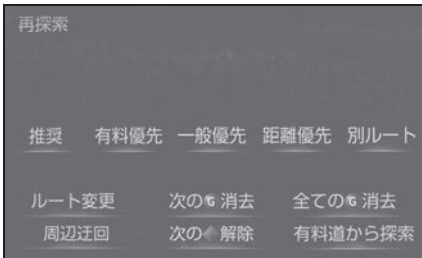 再探索
推奨 有料優先 一般優先 距離優先 別ルート
ルート変更 次の G 消去 全ての G 消去
周辺迂回 次の 解除 有料道から探索